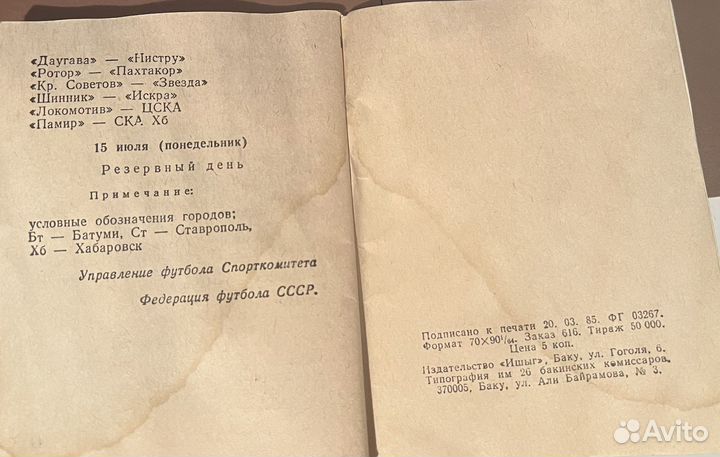 «Даугава» — «Нистру»
«Ротор» — «Пахтакор»
«Кр. Советов» — «Звезда»
«Шинник» — «Искра»
«Локомотив» — ЦСКА
«Памир» — СКА Хб
15 июля (понедельник)
Резервный день
Примечание:
условные обозначения городов;
Бт — Батуми, Ст — Ставрополь,
Хб — Хабаровск
Управление футбола Спорткомитета
Федерация футбола СССР.
Подписано к печати 20. 03. 85. ФГ 03267.
Формат 70×90¹/₆₄. Заказ 616. Тираж 50 000.
Цена 5 коп.
Издательство «Ишыг», Баку, ул. Гоголя, 6.
Типография им 26 бакинских комиссаров.
370005, Баку, ул. Али Байрамова, № 3.
Avito